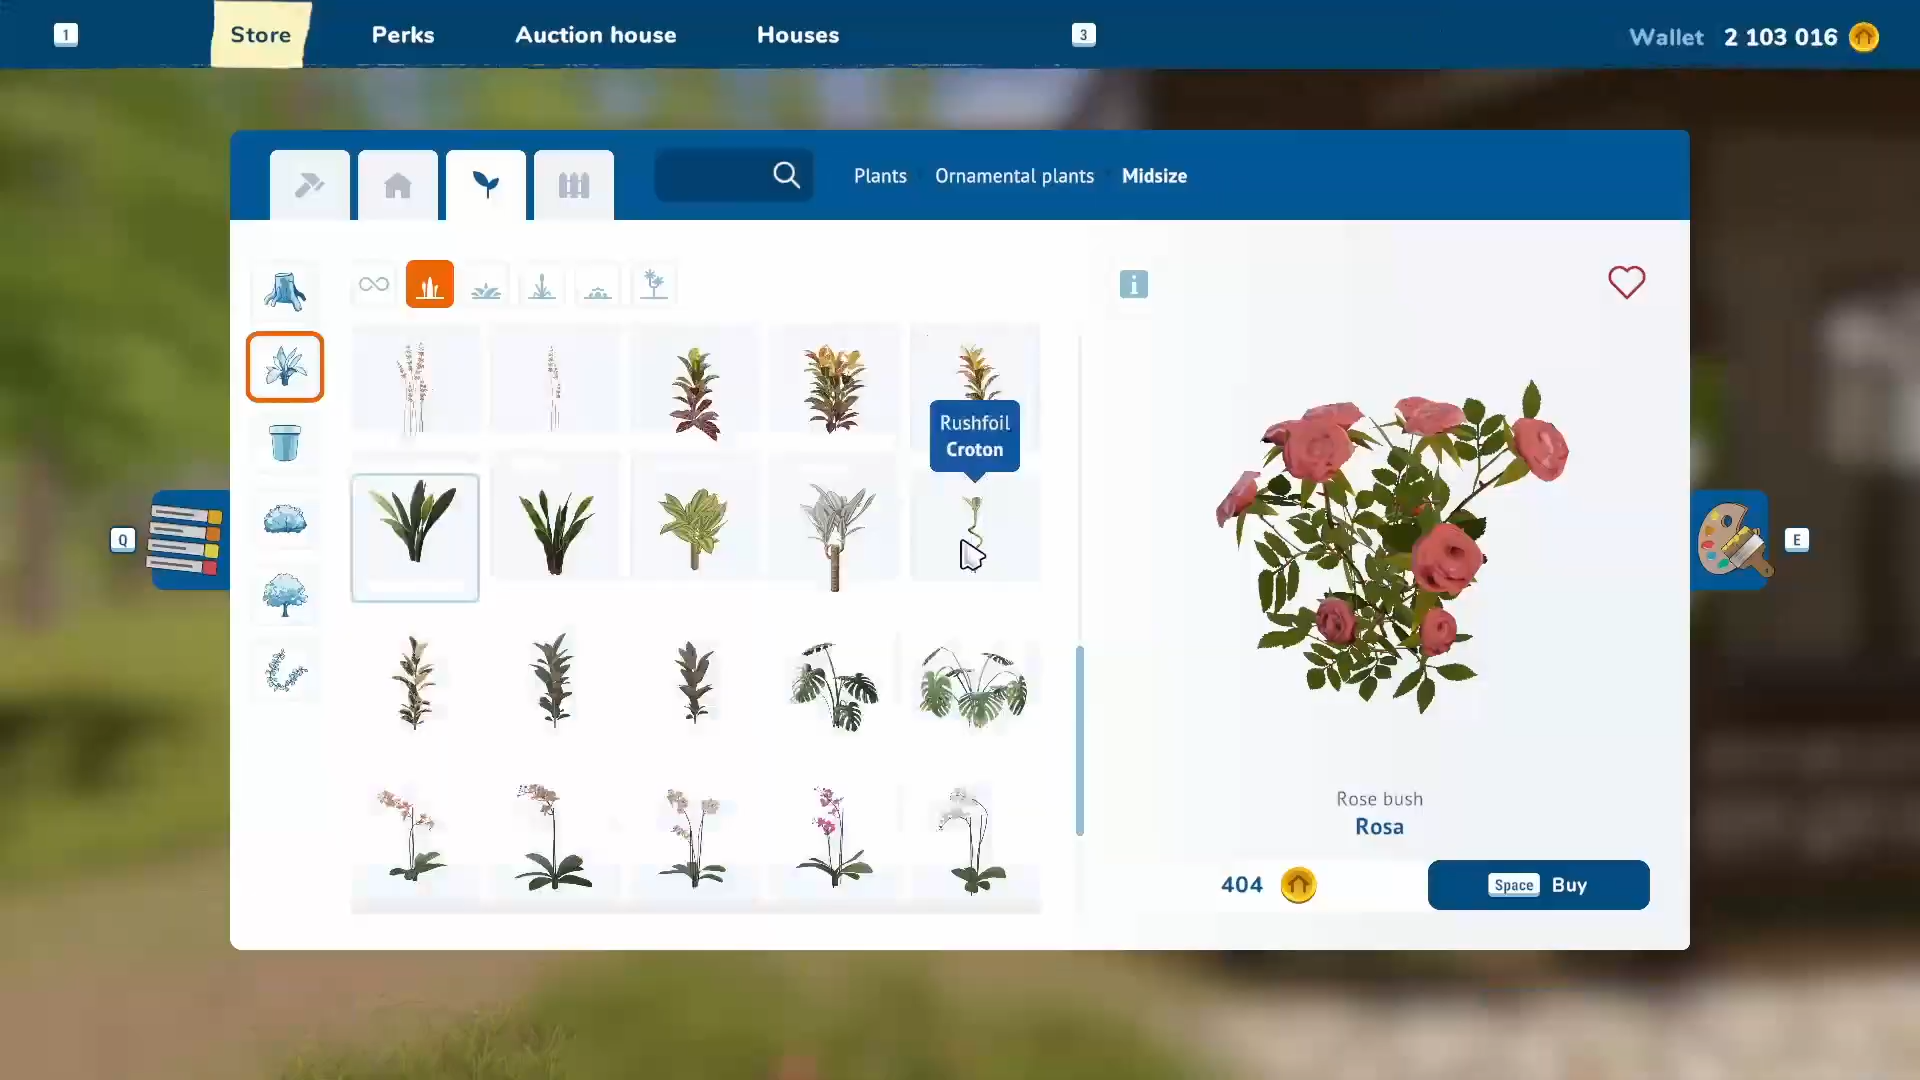 1
Store
Perks
Auction house
Houses
3
Wallet 2 103 016
Plants
Ornamental plants
Midsize
i
Rushfoil
Croton
Q
E
Rose bush
Rosa
404
Space Buy